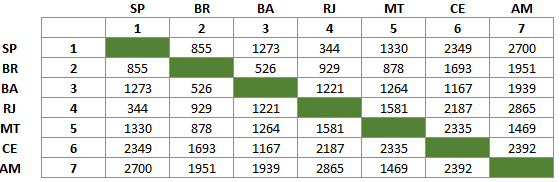 SP BR BA RJ MT CE AM
1 2 3 4 5 6 7
SP 1 855 1273 344 1330 2349 2700
BR 2 855 526 929 878 1693 1951
BA 3 1273 526 1221 1264 1167 1939
RJ 4 344 929 1221 1581 2187 2865
MT 5 1330 878 1264 1581 2335 1469
CE 6 2349 1693 1167 2187 2335 2392
AM 7 2700 1951 1939 2865 1469 2392